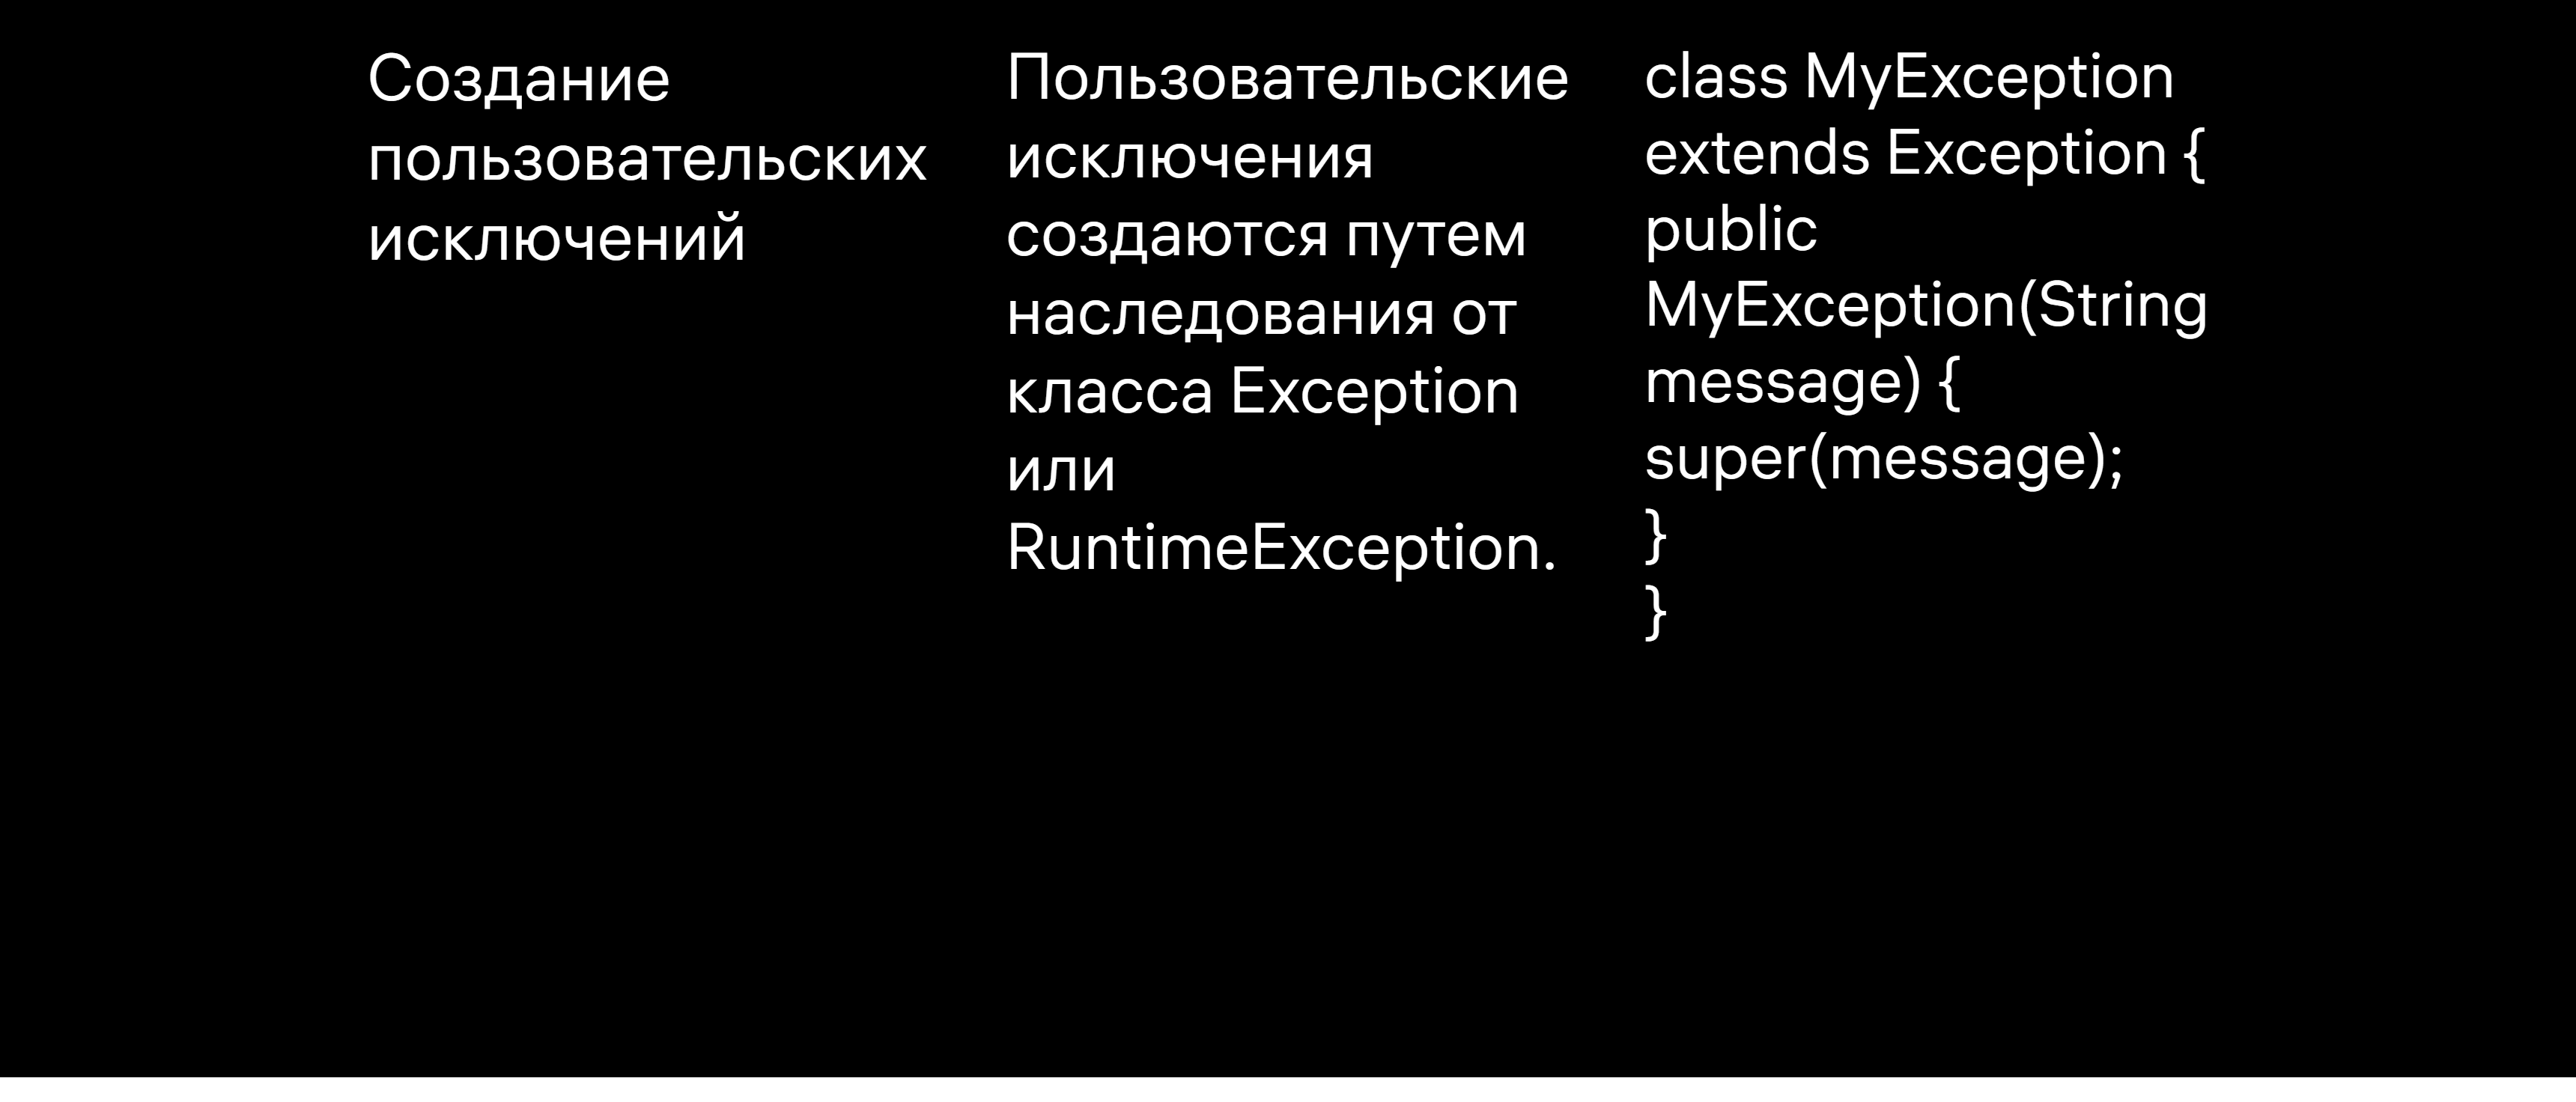 Создание
пользовательских
исключений
Пользовательские
исключения
создаются путем
наследования от
класса Exception
или
RuntimeException.
class MyException
extends Exception {
public
MyException(String
message) {
super(message);
}
}